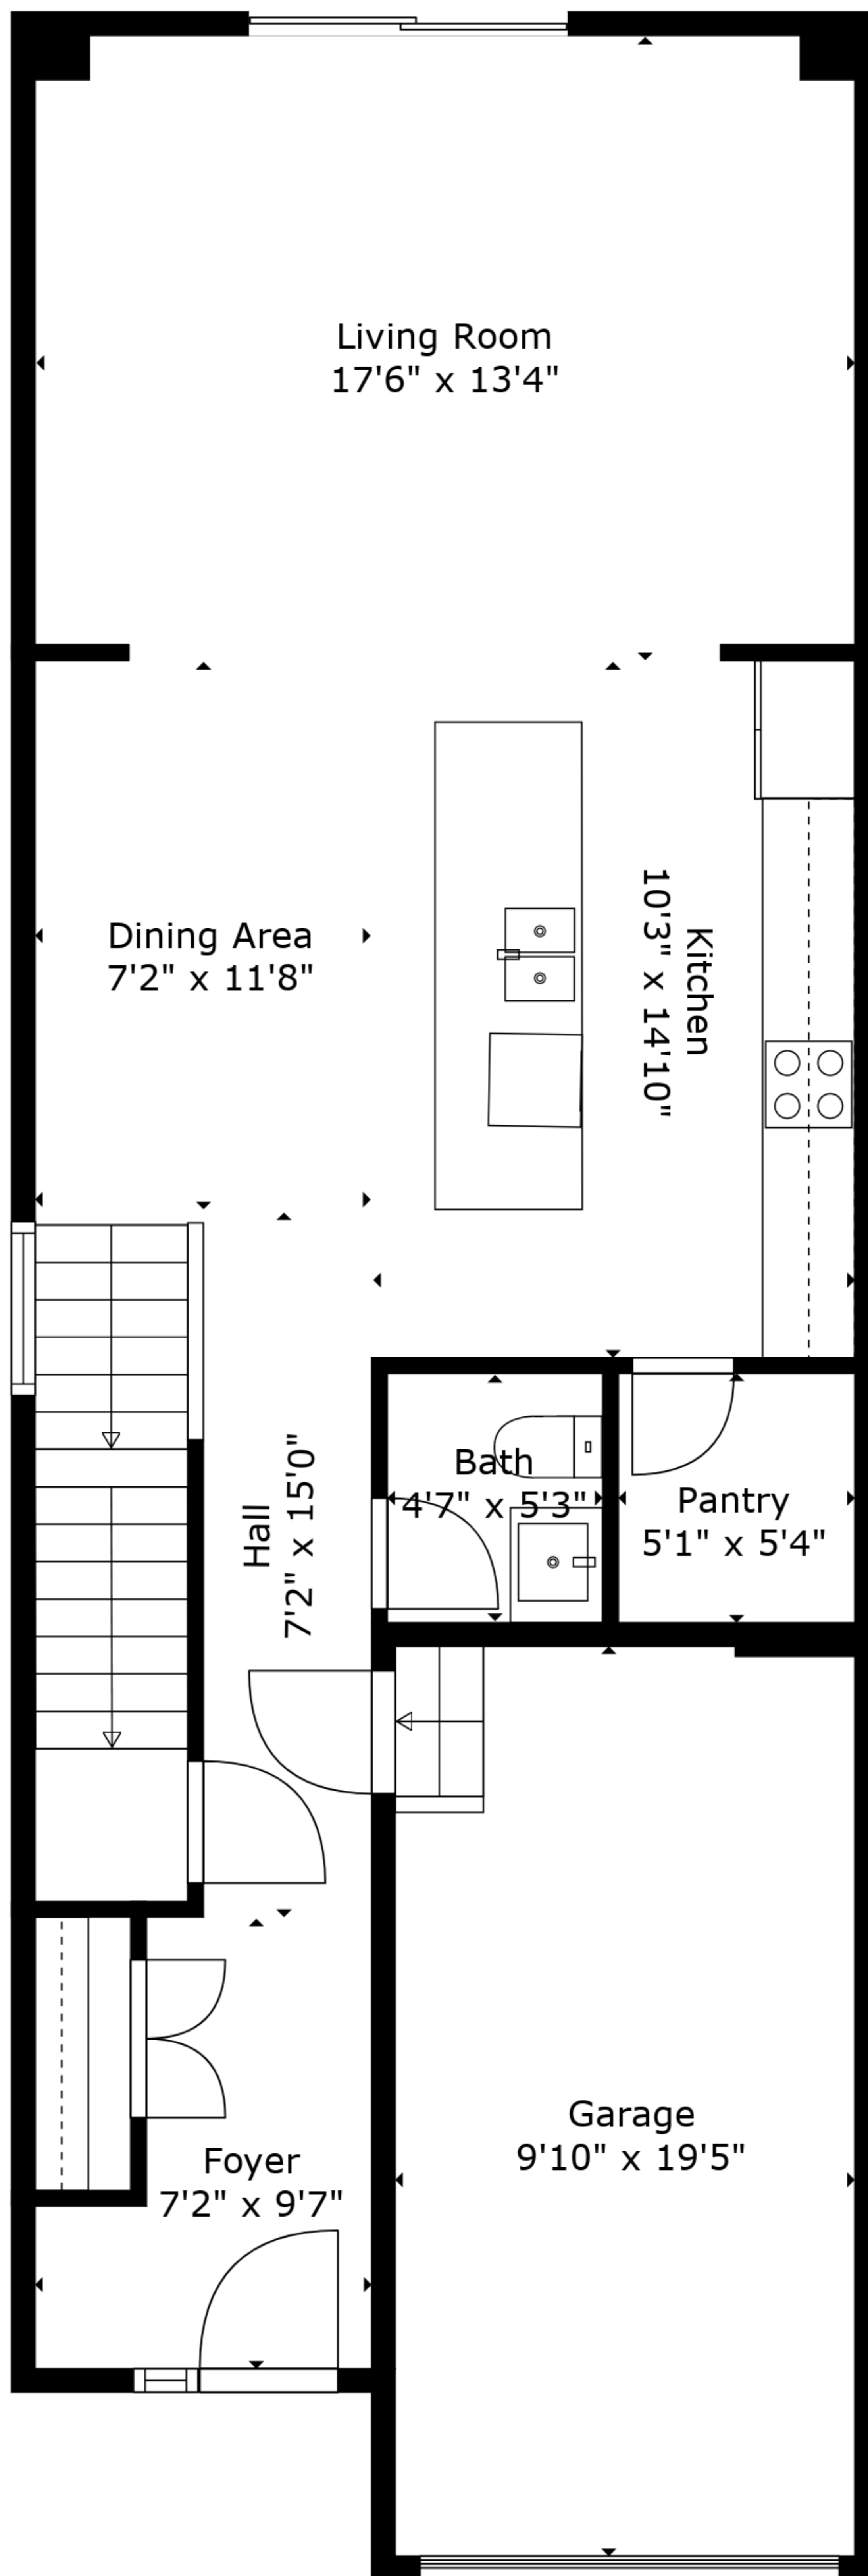 Living Room
17'6" x 13'4"
Dining Area
7'2" x 11'8"
Kitchen
10'3" x 14'10"
Hall
7'2" x 15'0"
Bath
4'7" x 5'3"
Pantry
5'1" x 5'4"
Garage
9'10" x 19'5"
Foyer
7'2" x 9'7"